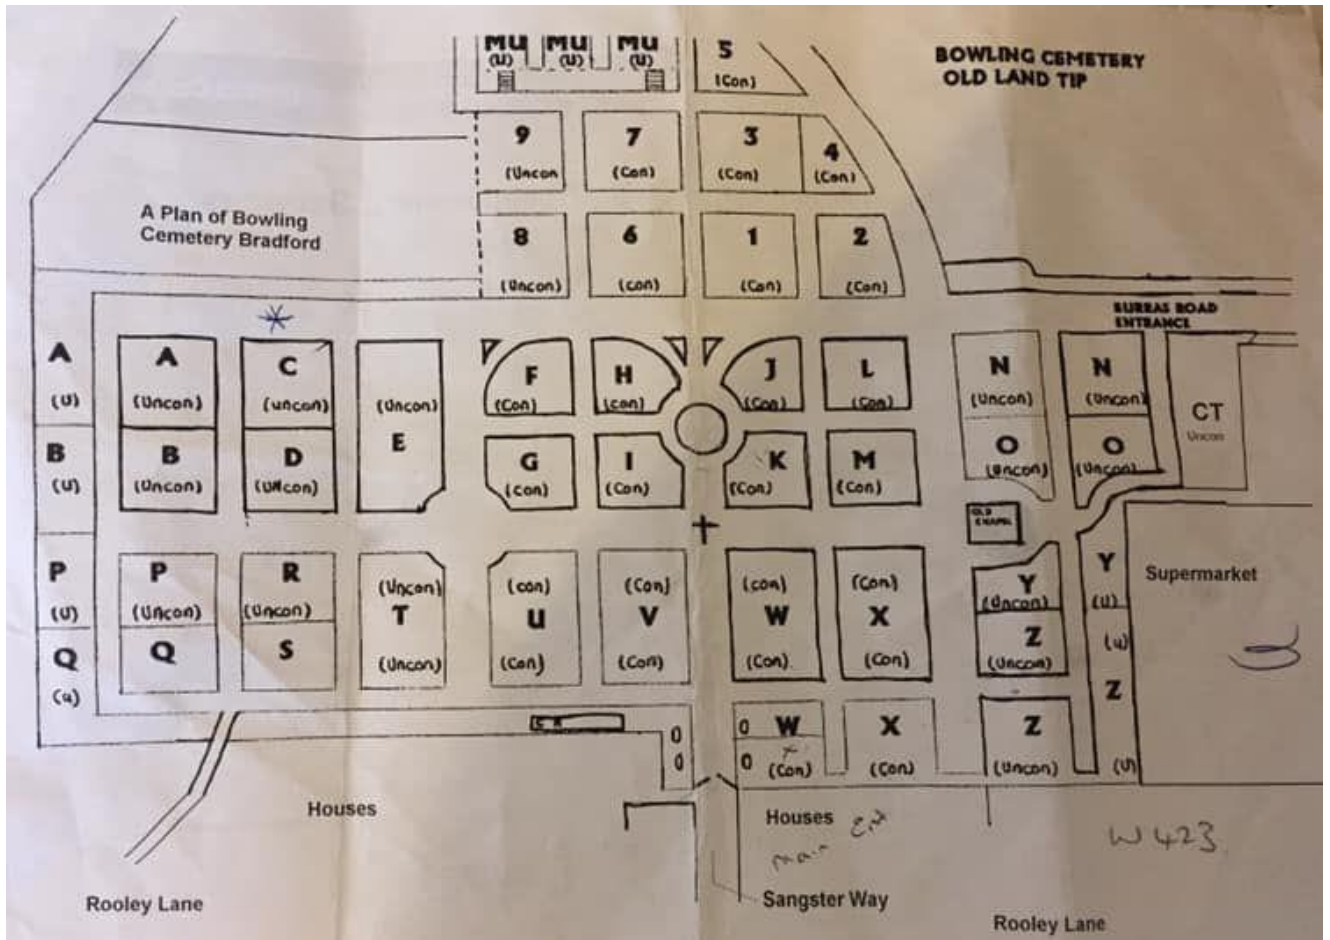 MU MU MU 5
(U) (U) (U) (Con)
BOWLING CEMETERY
OLD LAND TIP
9 7 3 4
(Uncon (Con) (Con) (Con)
A Plan of Bowling
Cemetery Bradford
8 6 1 2
(Uncon) (con) (Con) (Con)
BURRAS ROAD
ENTRANCE
A A C F H J L N N
(U) (Uncon) (uncon) (Uncon) (Con) (con) (Con) (Con) (Uncon) (Uncon)
CT
Uncon
B B D E G I K M O O
(U) (Uncon) (UNcon) (Con) (Con) (Con) (Con) (Uncon) (Uncon)
OLD
CHAPEL
P P R (Uncon) (con) (Con) (con) (Con) Y Y
Supermarket
(U) (Uncon) (Uncon) T U V W X (Uncon) (U)
Q Q S (Uncon) (Con) (Con) (Con) (Con) Z (u)
(u) (Uncon) Z
W X Z
(Con) (Con) (Uncon) (U)
Houses
Houses
W423
main
Rooley Lane
Sangster Way
Rooley Lane